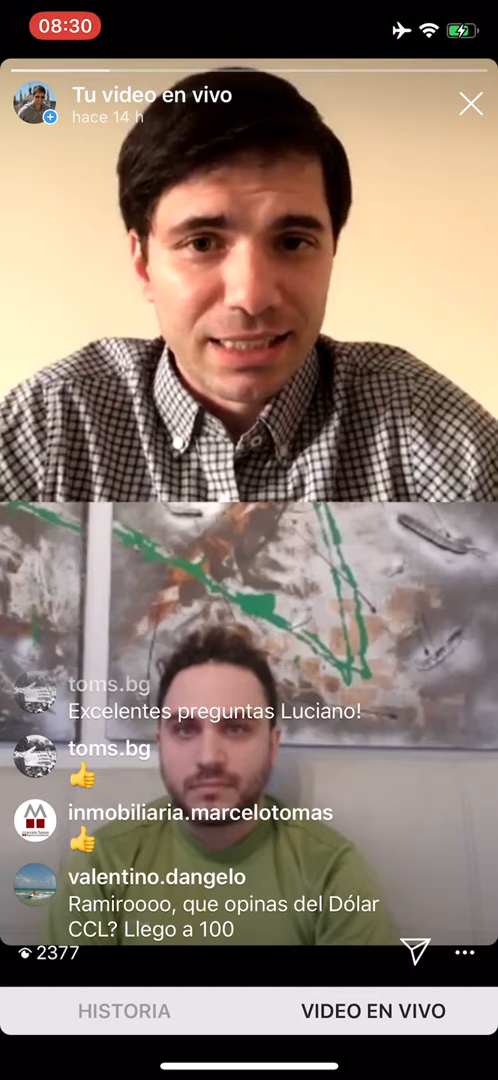 08:30
Tu video en vivo
hace 14 h
toms.bg
Excelentes preguntas Luciano!
toms.bg
👍
inmobiliaria.marcelotomas
👍
valentino.dangelo
Ramiroooo, que opinas del Dólar
CCL? Llego a 100
2377
HISTORIA
VIDEO EN VIVO